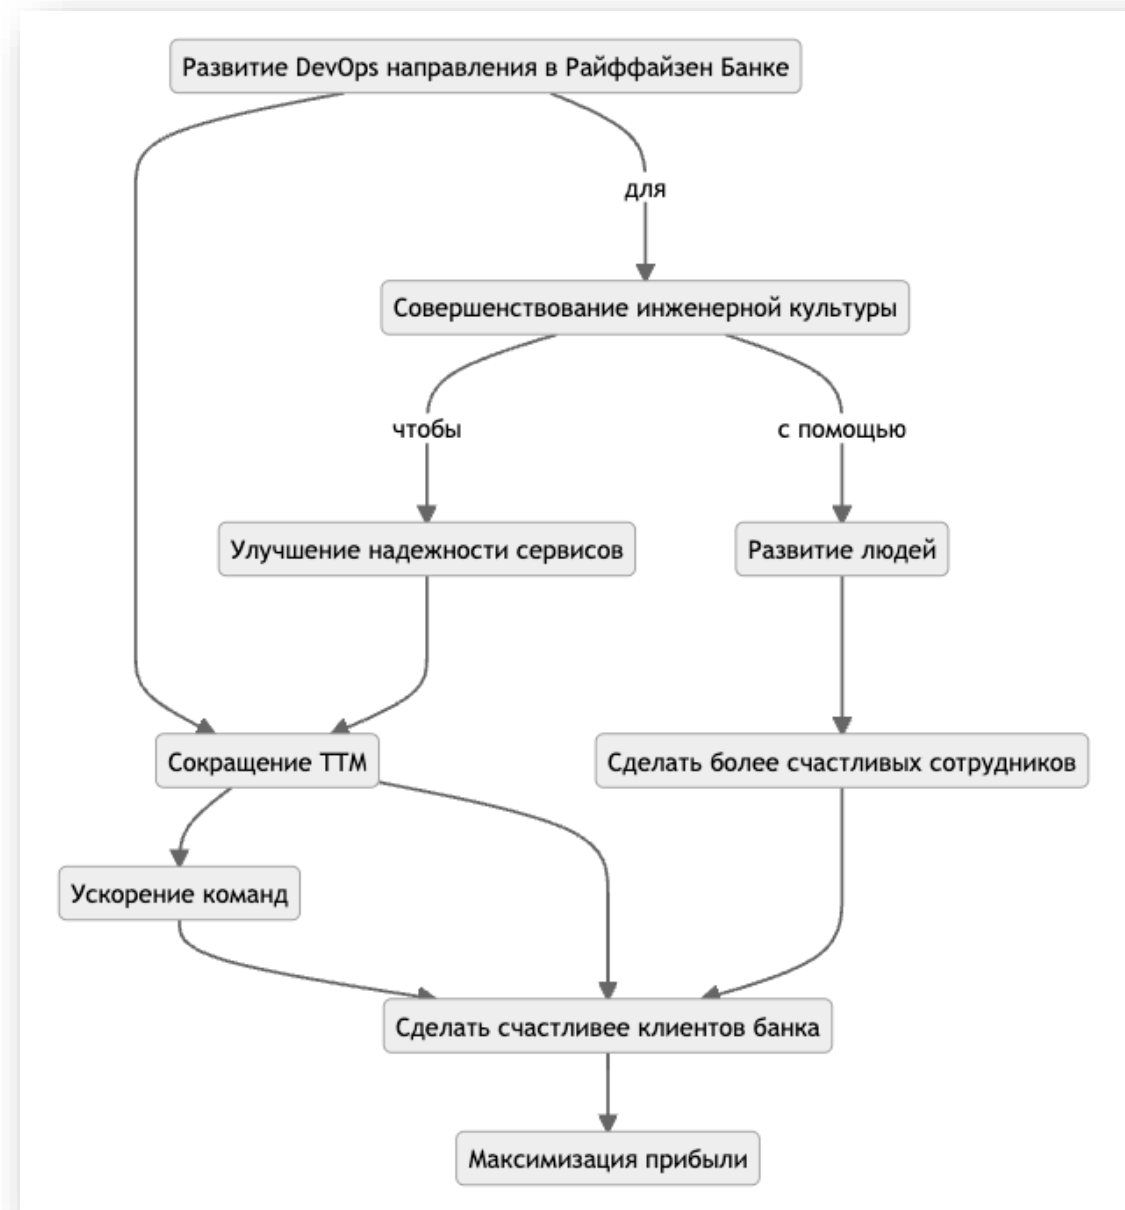 Развитие DevOps направления в Райффайзен Банке
для
Совершенствование инженерной культуры
чтобы
с помощью
Улучшение надежности сервисов
Развитие людей
Сокращение ТТМ
Сделать более счастливых сотрудников
Ускорение команд
Сделать счастливее клиентов банка
Максимизация прибыли